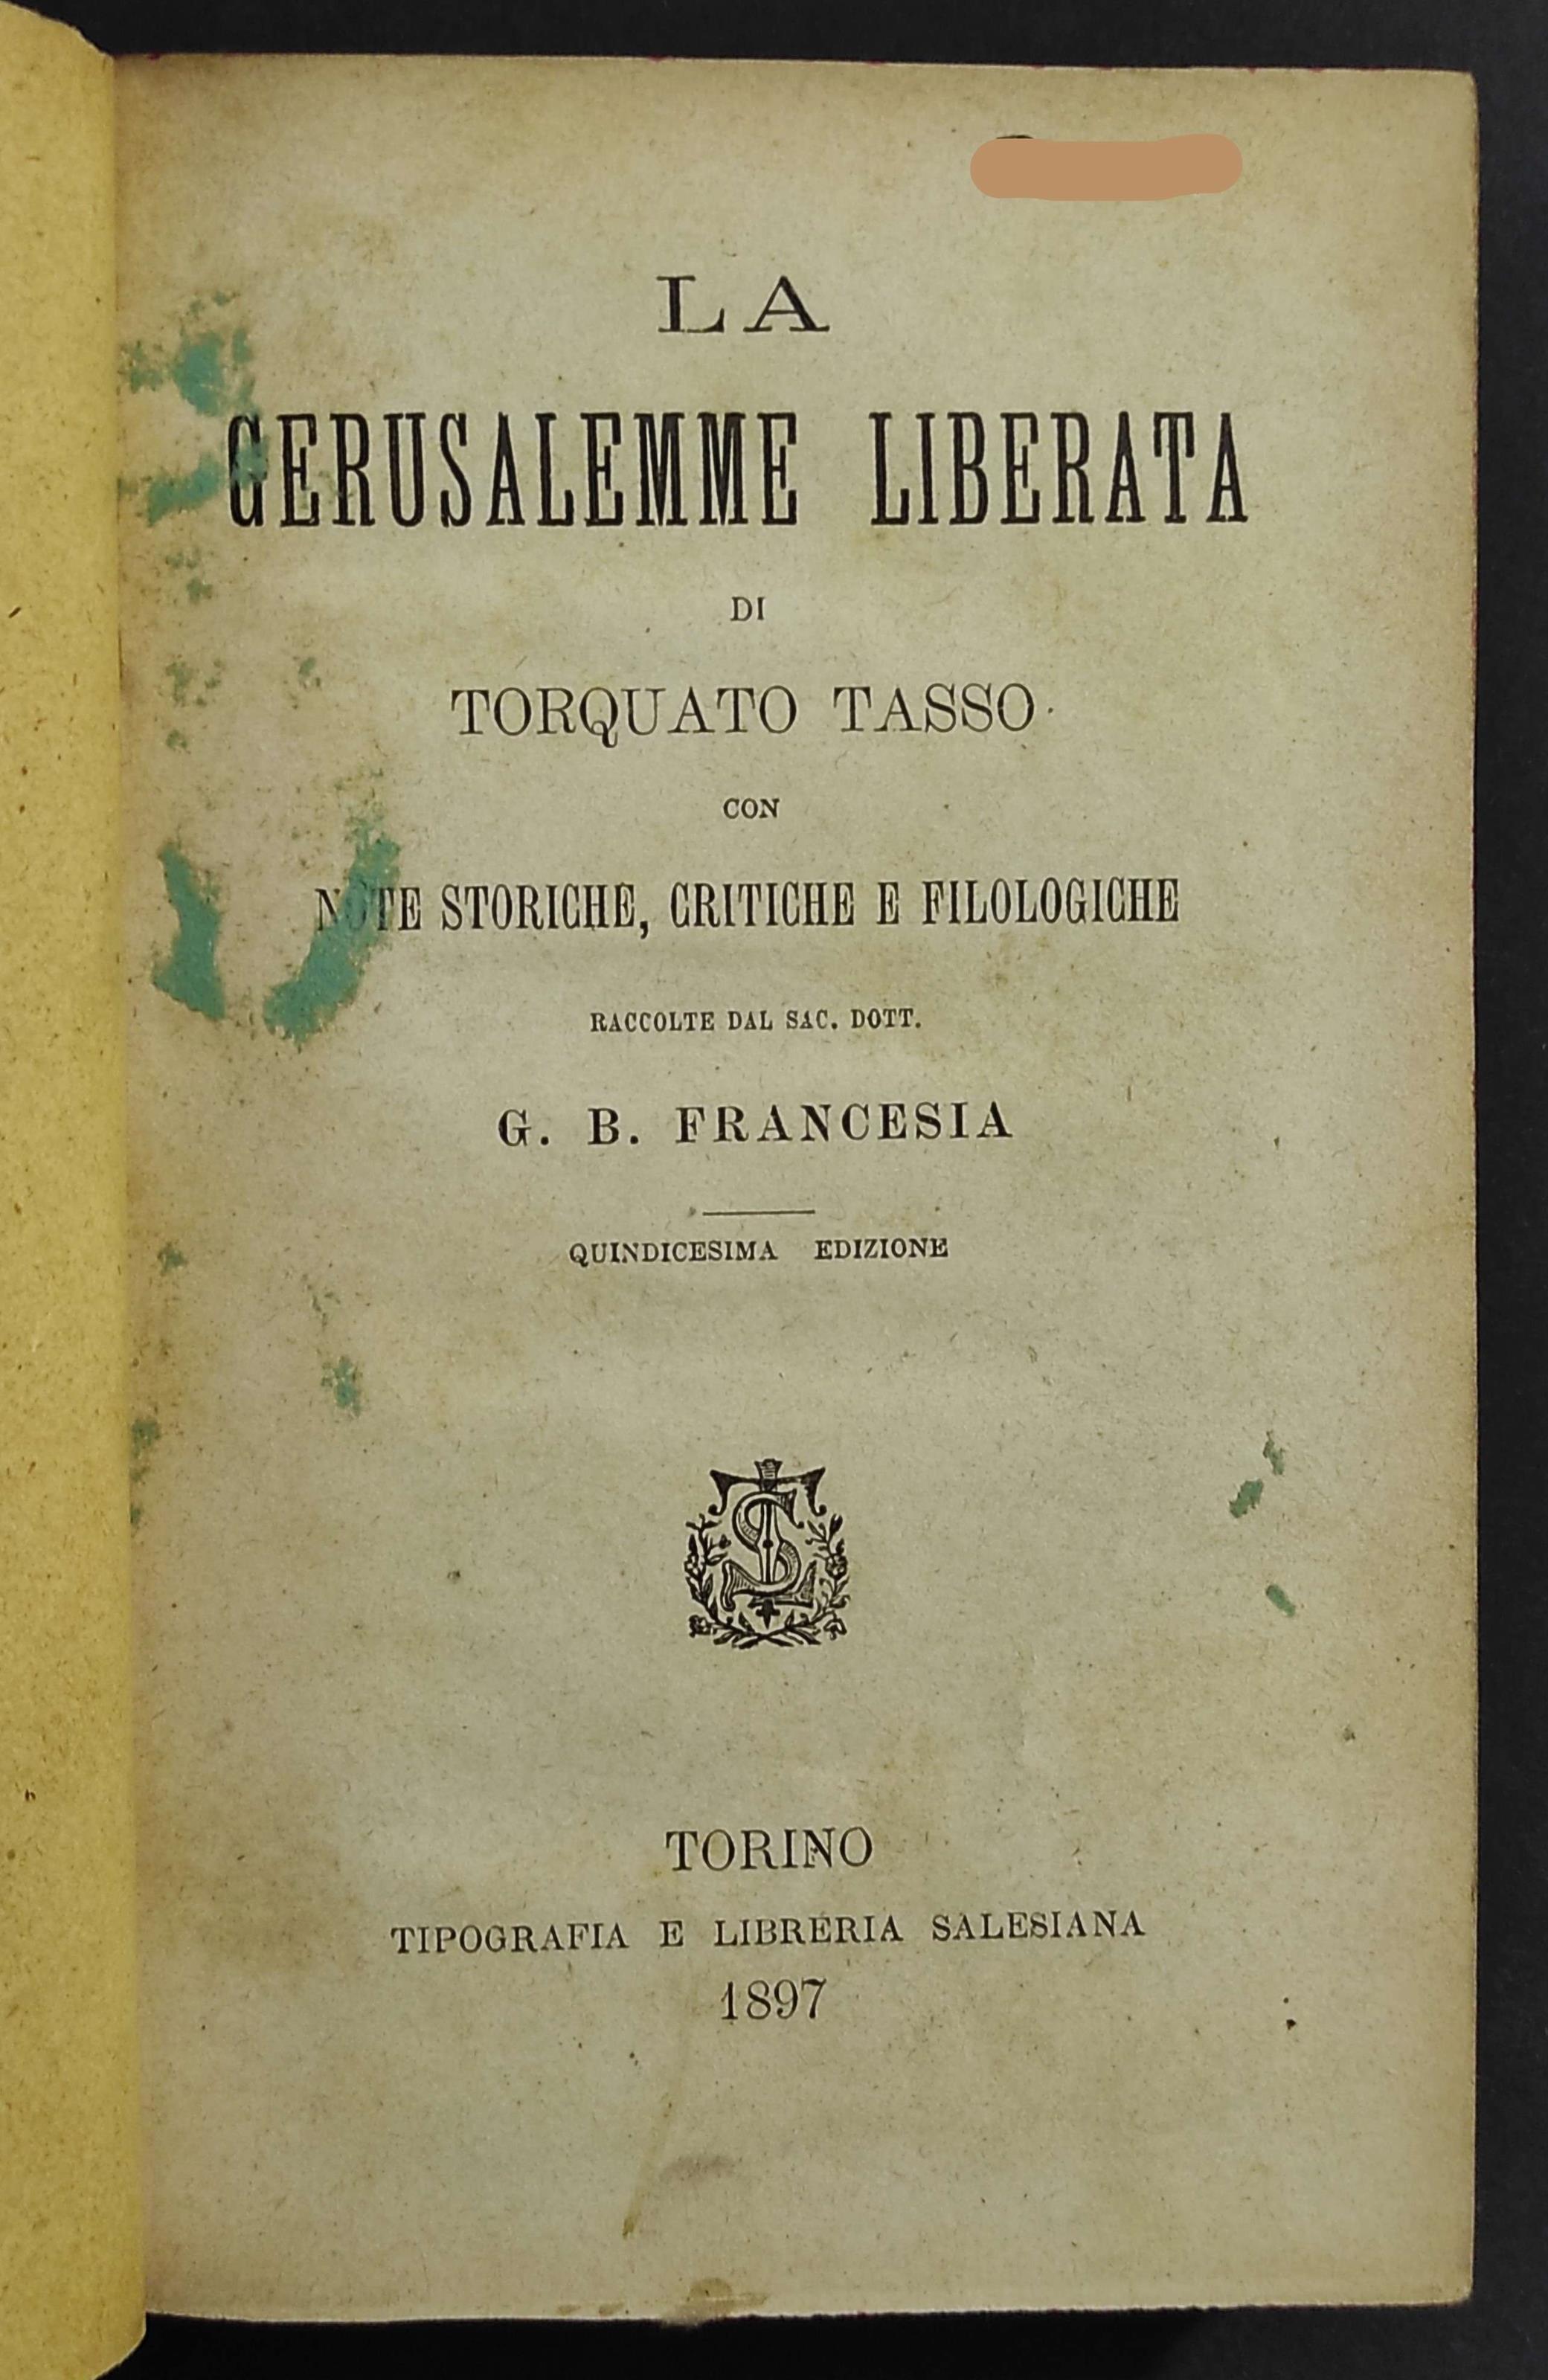 LA
GERUSALEMME LIBERATA
DI
TORQUATO TASSO
CON
NOTE STORICHE, CRITICHE E FILOLOGICHE
RACCOLTE DAL SAC. DOTT.
G. B. FRANCESIA
QUINDICESIMA EDIZIONE
TORINO
TIPOGRAFIA E LIBRERIA SALESIANA
1897